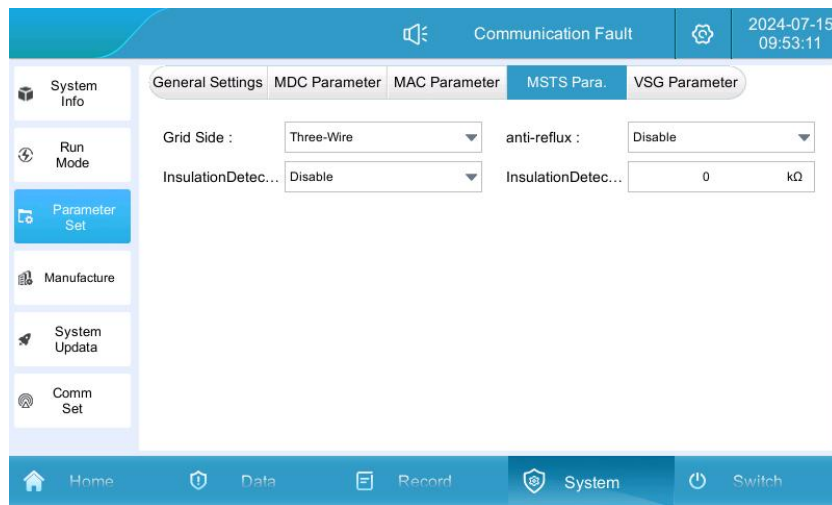 Communication Fault
2024-07-15
09:53:11
System
Info
Run
Mode
Parameter
Set
Manufacture
System
Updata
Comm
Set
General Settings MDC Parameter MAC Parameter MSTS Para. VSG Parameter
Grid Side : Three-Wire anti-reflux : Disable
InsulationDetec... Disable InsulationDetec... 0 kΩ
Home Data Record System Switch